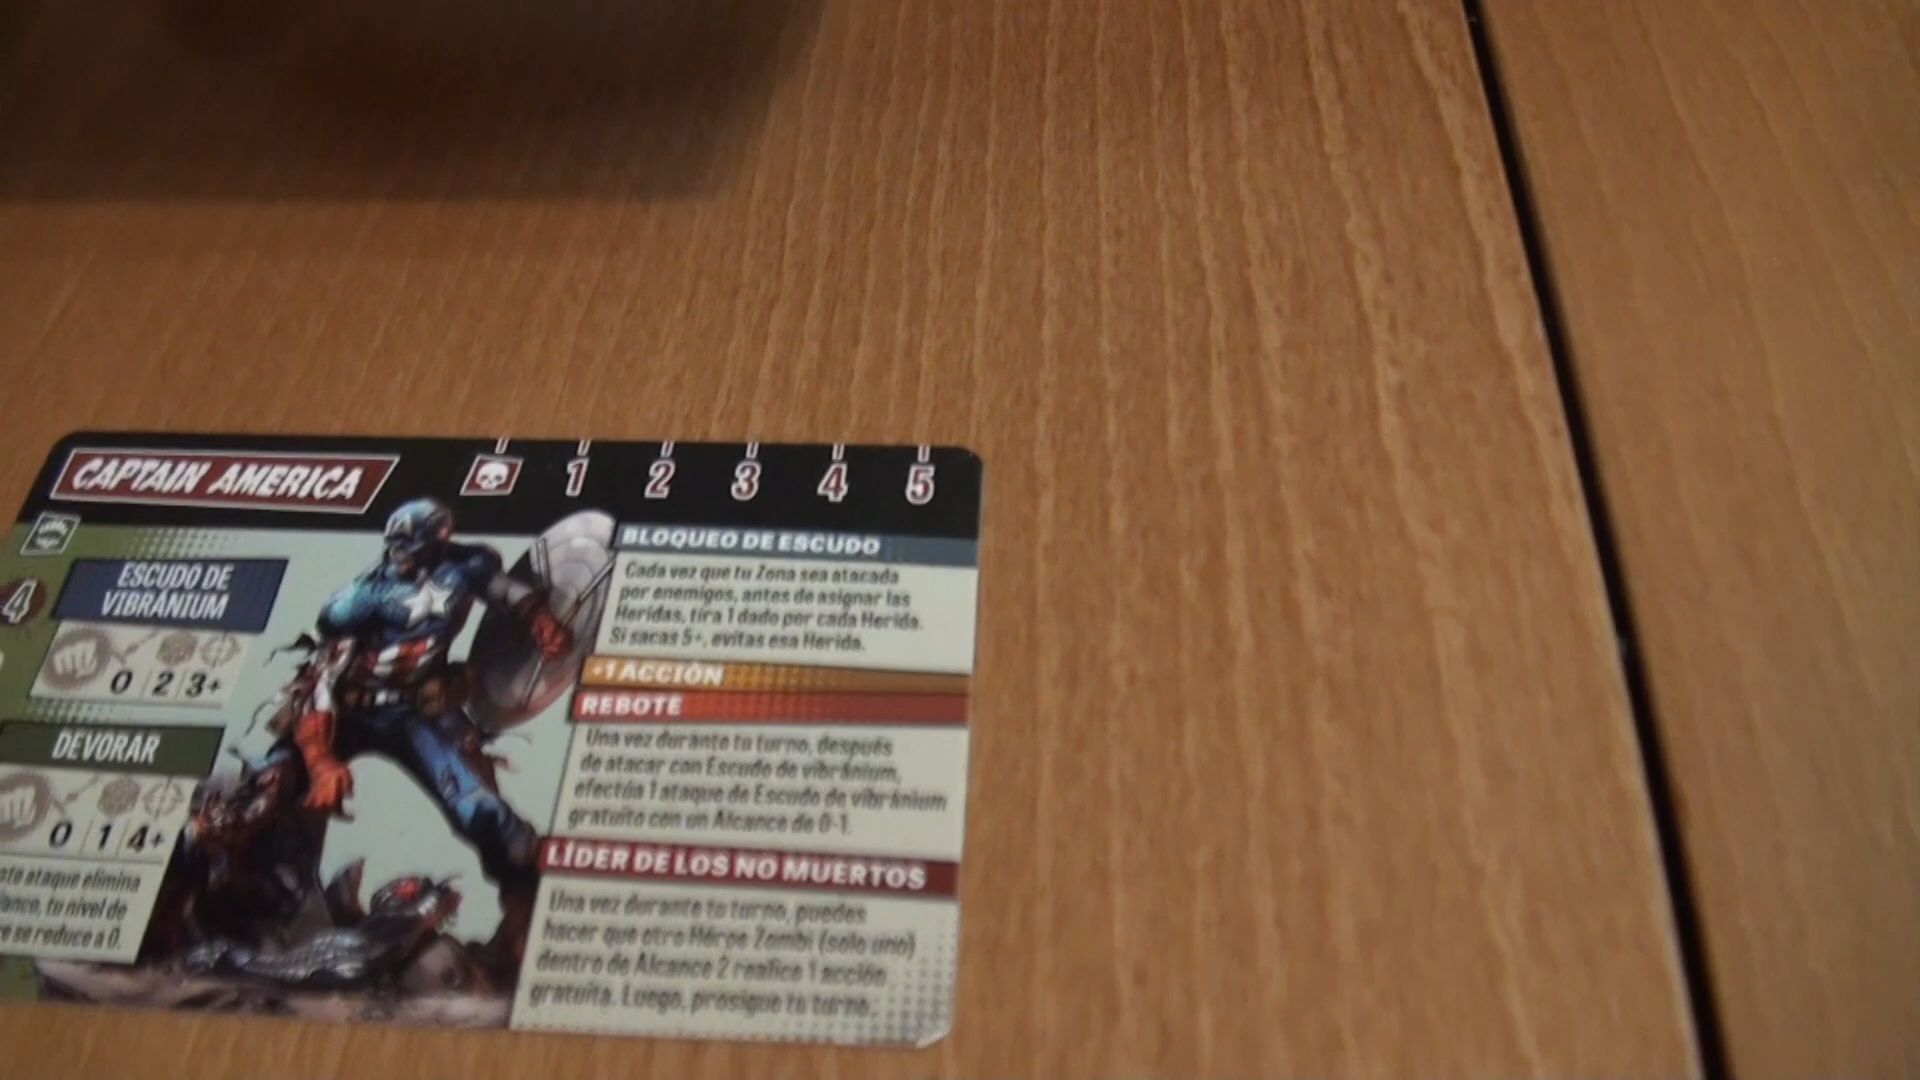 CAPTAIN AMERICA
1 2 3 4 5
4
ESCUDO DE
VIBRÁNIUM
0 2 3+
DEVORAR
0 1 4+
ste ataque elimina
lanco, tu nivel de
re se reduce a 0.
BLOQUEO DE ESCUDO
Cada vez que tu Zona sea atacada
por enemigos, antes de asignar las
Heridas, tira 1 dado por cada Herida.
Si sacas 5+, evitas esa Herida.
+1 ACCIÓN
REBOTE
Una vez durante tu turno, después
de atacar con Escudo de vibránium,
efectúa 1 ataque de Escudo de vibránium
gratuito con un Alcance de 0-1.
LÍDER DE LOS NO MUERTOS
Una vez durante tu turno, puedes
hacer que otro Héroe Zombi (solo uno)
dentro de Alcance 2 realice 1 acción
gratuita. Luego, prosigue tu turno.